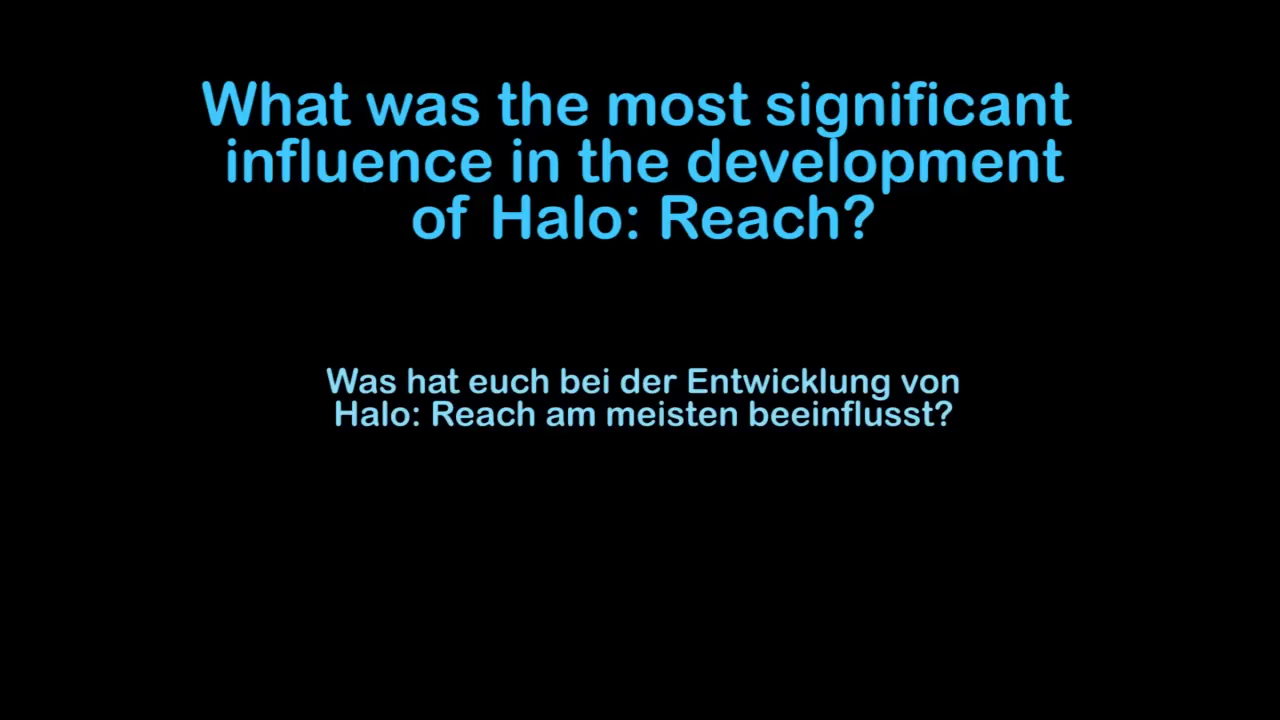 What was the most significant
influence in the development
of Halo: Reach?
Was hat euch bei der Entwicklung von
Halo: Reach am meisten beeinflusst?